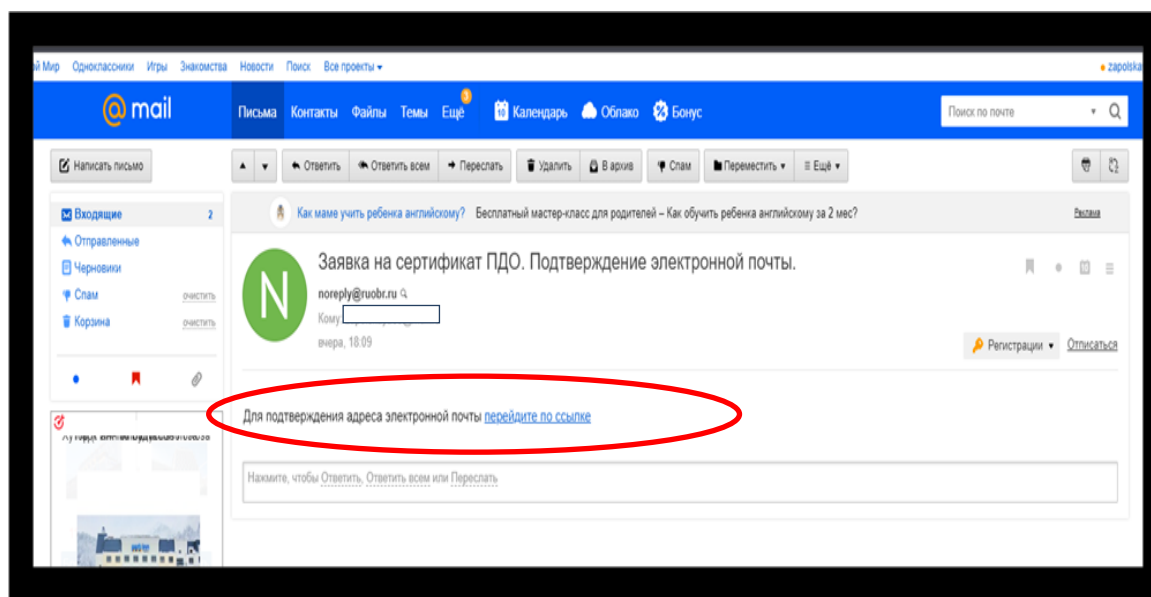 ой Мир Одноклассники Игры Знакомства Новости Поиск Все проекты
zapolska
@mail
Письма Контакты Файлы Темы Ещё 3 10 Календарь Облако Бонус
Поиск по почте
Написать письмо
Ответить Ответить всем Переслать Удалить В архив Спам Переместить Ещё
Входящие 2
Отправленные
Черновики
Спам очистить
Корзина очистить
Как маме учить ребенка английскому? Бесплатный мастер-класс для родителей – Как обучить ребенка английскому за 2 мес?
Реклама
N
Заявка на сертификат ПДО. Подтверждение электронной почты.
noreply@ruobr.ru
Кому:
вчера, 18:09
Регистрации Отписаться
Для подтверждения адреса электронной почты перейдите по ссылке
Нажмите, чтобы Ответить, Ответить всем или Переслать